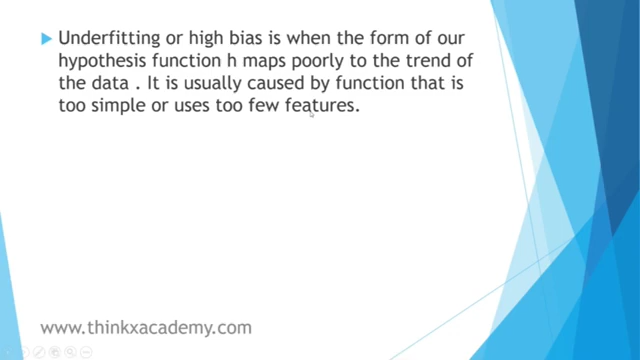 Underfitting or high bias is when the form of our
hypothesis function h maps poorly to the trend of
the data . It is usually caused by function that is
too simple or uses too few features.
www.thinkxacademy.com